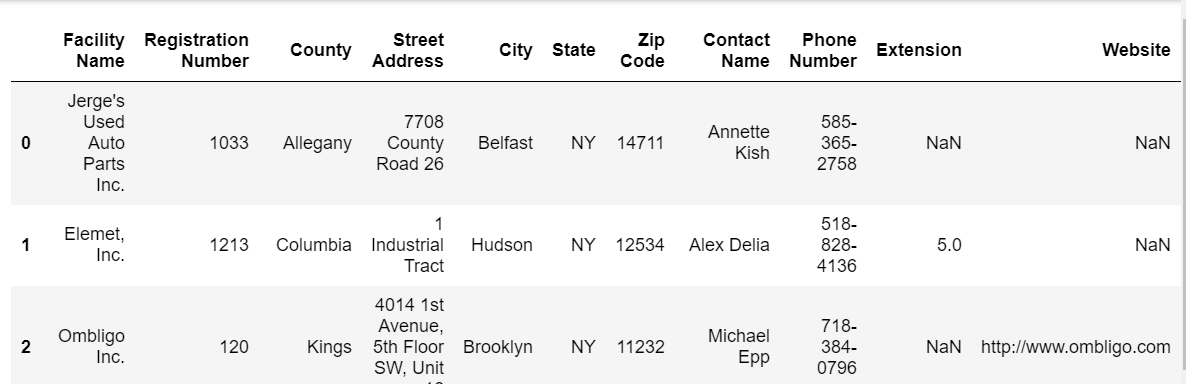 Facility Name Registration Number County Street Address City State Zip Code Contact Name Phone Number Extension Website
0 Jerge's Used Auto Parts Inc. 1033 Allegany 7708 County Road 26 Belfast NY 14711 Annette Kish 585-365-2758 NaN NaN
1 Elemet, Inc. 1213 Columbia 1 Industrial Tract Hudson NY 12534 Alex Delia 518-828-4136 5.0 NaN
2 Ombligo Inc. 120 Kings 4014 1st Avenue, 5th Floor SW, Unit Brooklyn NY 11232 Michael Epp 718-384-0796 NaN http://www.ombligo.com